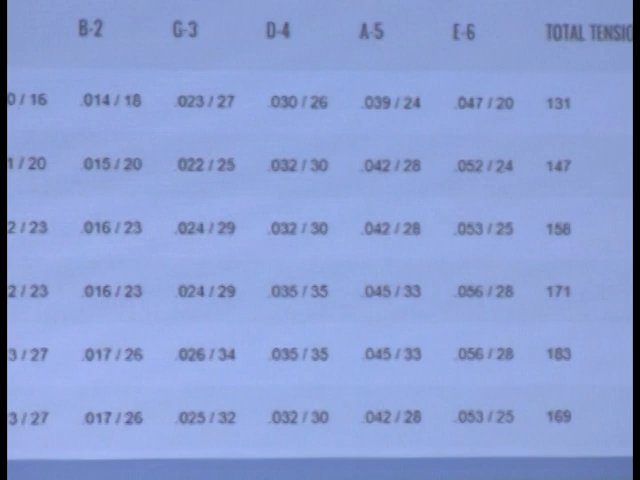 B-2 G-3 D-4 A-5 E-6 TOTAL
0 / 16 .014 / 18 .023 / 27 .030 / 26 .039 / 24 .047 / 20 131
1 / 20 .015 / 20 022 / 25 .032 / 30 .042 / 28 .052 / 24 147
2 / 23 .016 / 23 .024 / 29 .032 / 30 .042 / 28 .053 / 25 158
2 / 23 .016 / 23 .024 / 29 .035 / 35 .045 / 33 .056 / 28 171
3 / 27 .017 / 26 .026 / 34 .035 / 35 .045 / 33 .056 / 28 183
3 / 27 .017 / 26 .025 / 32 .032 / 30 .042 / 28 .053 / 25 169